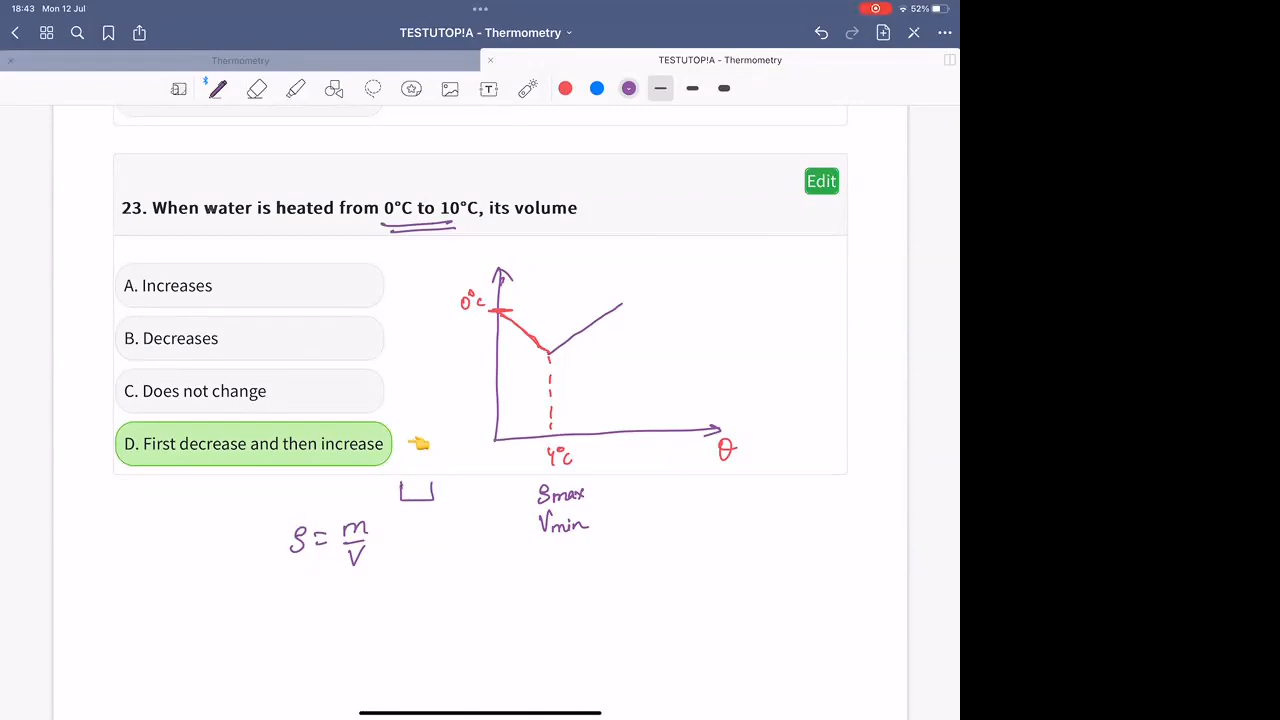 18:43 Mon 12 Jul
52%
TESTUTOP!A - Thermometry
Thermometry
TESTUTOP!A - Thermometry
T
Edit
23. When water is heated from 0°C to 10°C, its volume
A. Increases
B. Decreases
C. Does not change
D. First decrease and then increase
0°c
4°c
θ
ρmax
Vmin
ρ = m
V